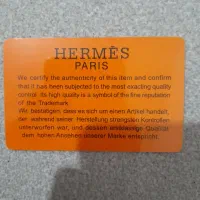 HERMÈS
PARIS
We certify the authenticity of this item and confirm
that it has been subjected to the most exacting quality
control. Its high quality is a symbol of the fine reputation
of the Trademark.
Wir bestätigen, dass es sich um einen Artikel handelt,
der während seiner Herstellung strengsten Kontrollen
unterworfen war, und dessen erstklassige Qualität
dem hohen Ansehen unserer Marke entspricht.